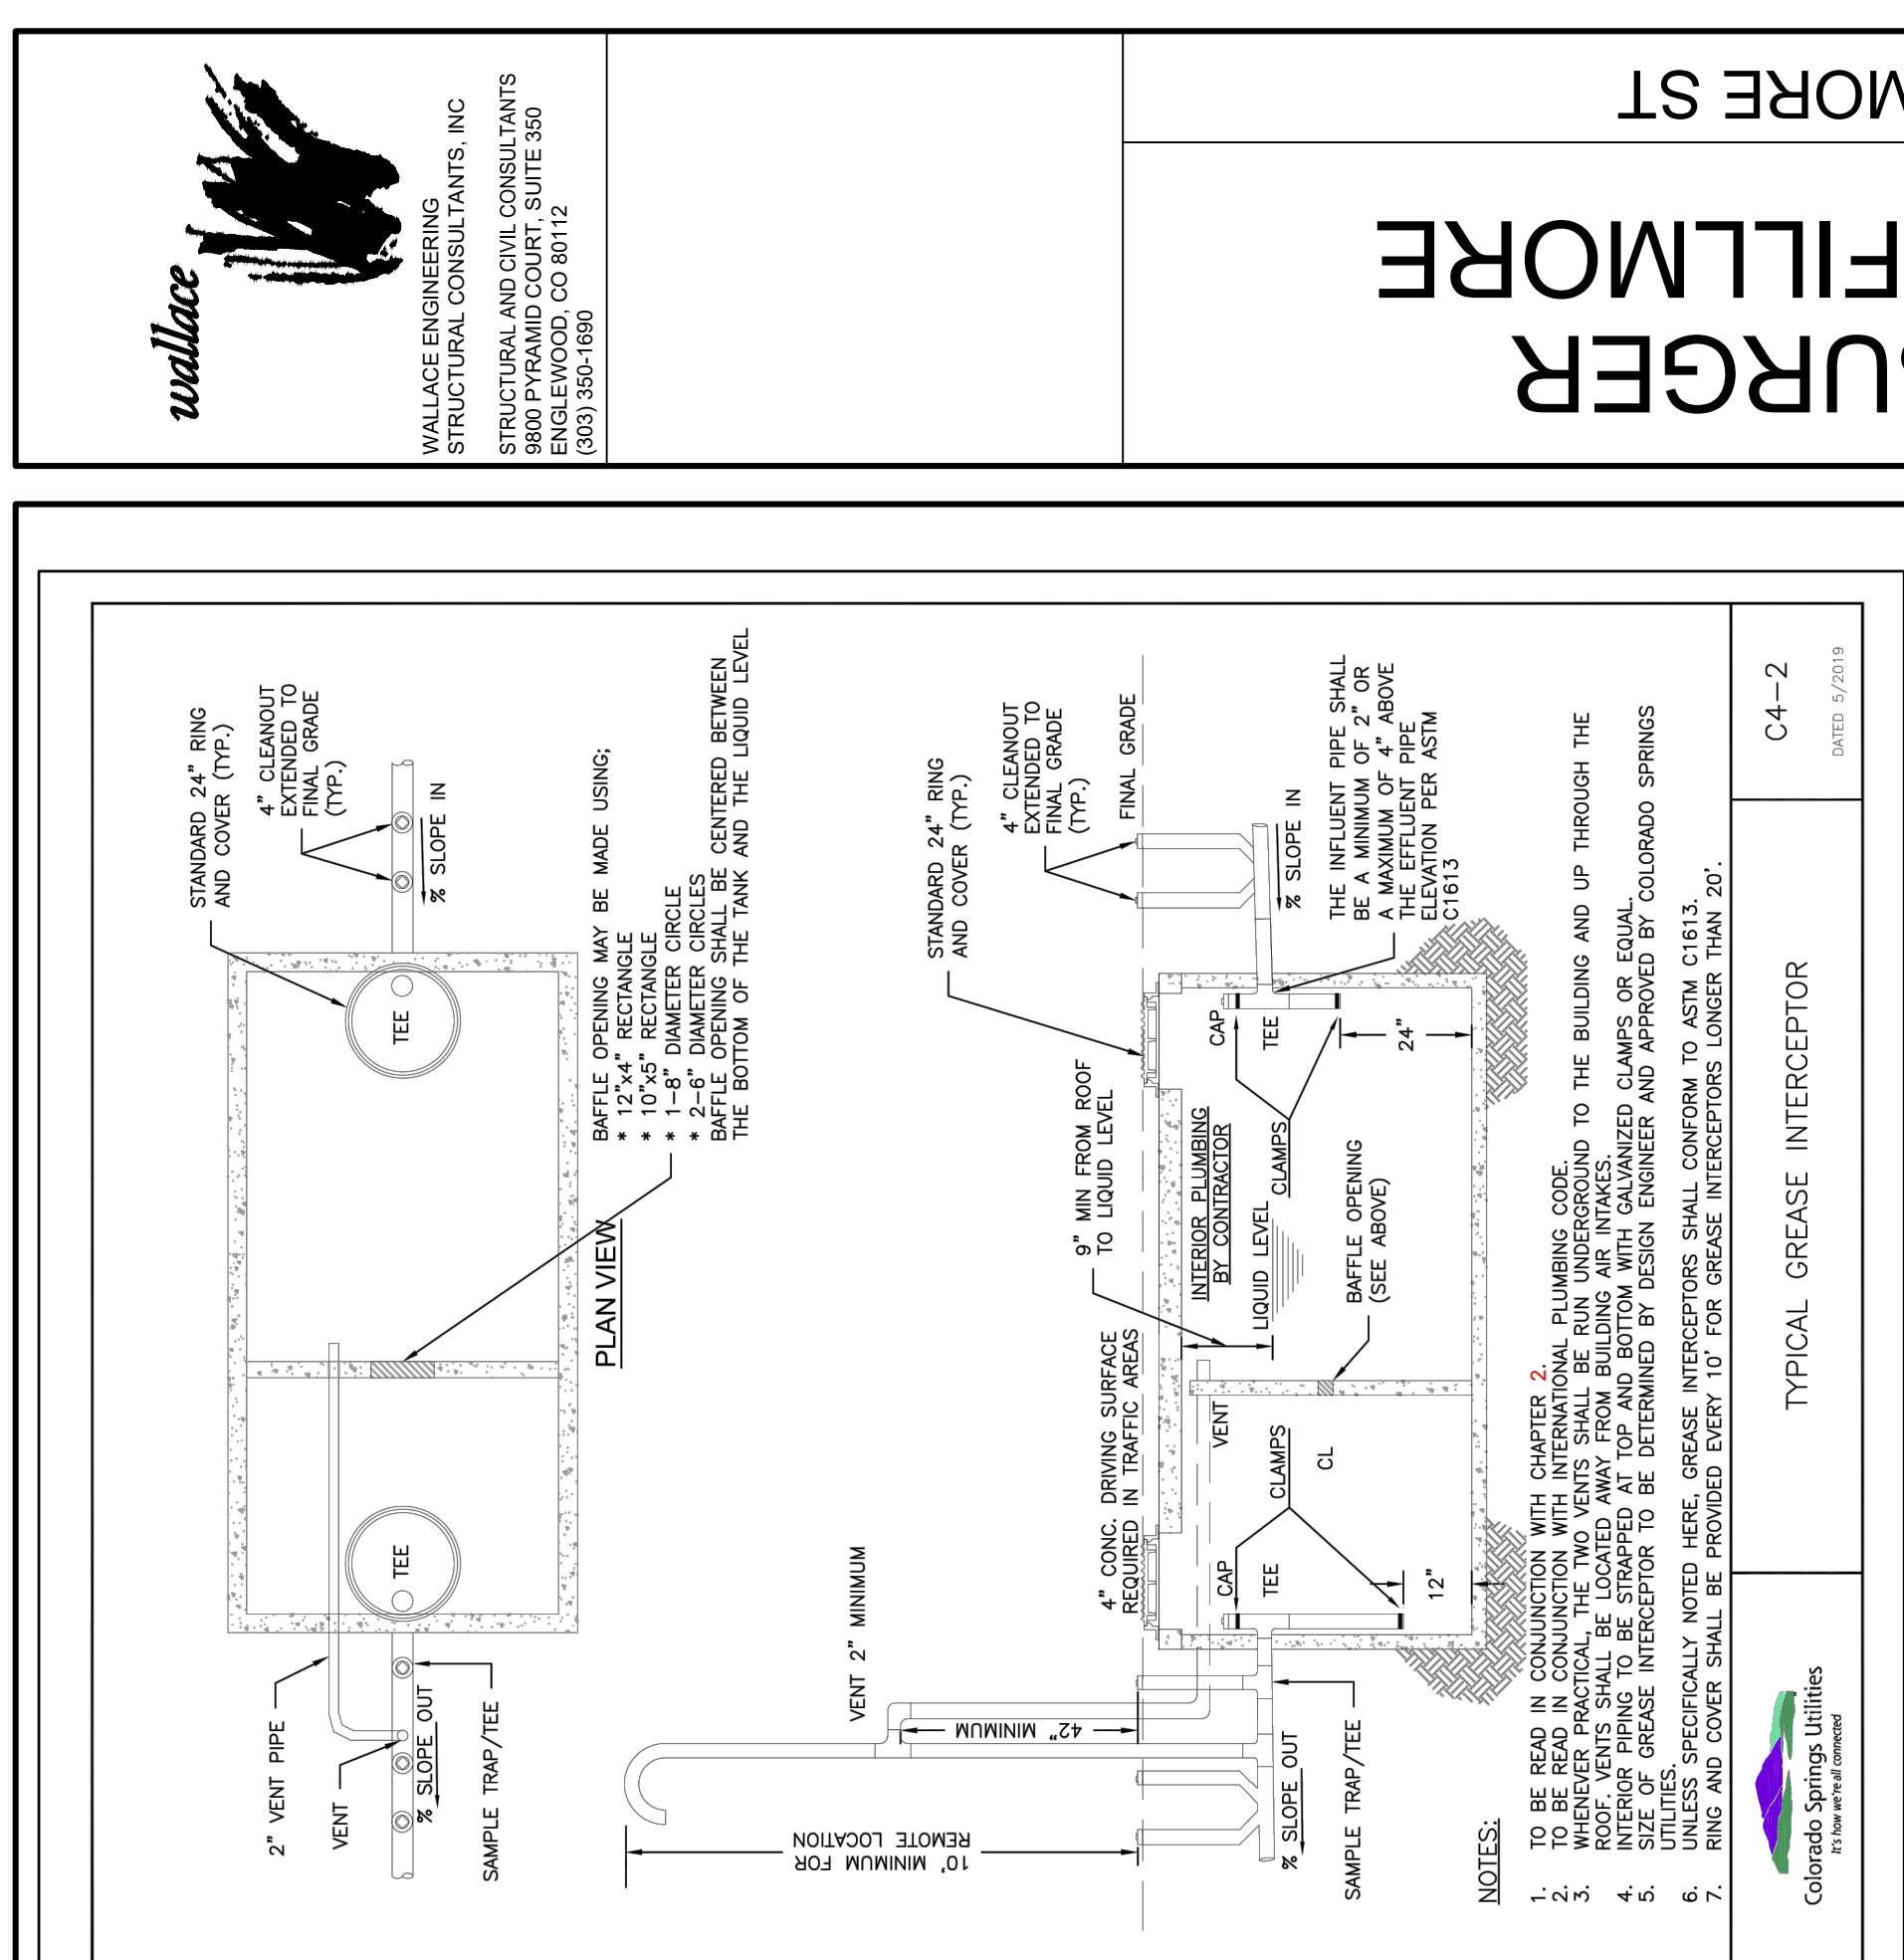 wallace
WALLACE ENGINEERING
STRUCTURAL CONSULTANTS, INC
STRUCTURAL AND CIVIL CONSULTANTS
9800 PYRAMID COURT, SUITE 350
ENGLEWOOD, CO 80112
(303) 350-1690
MORE ST
FILLMORE
URGER
STANDARD 24" RING
AND COVER (TYP.)
4" CLEANOUT
EXTENDED TO
FINAL GRADE
(TYP.)
% SLOPE IN
TEE
TEE
2" VENT PIPE
VENT
% SLOPE OUT
SAMPLE TRAP/TEE
PLAN VIEW
BAFFLE OPENING MAY BE MADE USING;
* 12"x4" RECTANGLE
* 10"x5" RECTANGLE
* 1-8" DIAMETER CIRCLE
* 2-6" DIAMETER CIRCLES
BAFFLE OPENING SHALL BE CENTERED BETWEEN
THE BOTTOM OF THE TANK AND THE LIQUID LEVEL
VENT 2" MINIMUM
42" MINIMUM
10' MINIMUM FOR
REMOTE LOCATION
4" CONC. DRIVING SURFACE
REQUIRED IN TRAFFIC AREAS
9" MIN FROM ROOF
TO LIQUID LEVEL
STANDARD 24" RING
AND COVER (TYP.)
4" CLEANOUT
EXTENDED TO
FINAL GRADE
(TYP.)
FINAL GRADE
INTERIOR PLUMBING
BY CONTRACTOR
VENT
CAP
TEE
CLAMPS
CL
12"
LIQUID LEVEL
CLAMPS
CAP
TEE
24"
BAFFLE OPENING
(SEE ABOVE)
% SLOPE IN
THE INFLUENT PIPE SHALL
BE A MINIMUM OF 2" OR
A MAXIMUM OF 4" ABOVE
THE EFFLUENT PIPE
ELEVATION PER ASTM
C1613
% SLOPE OUT
SAMPLE TRAP/TEE
NOTES:
1. TO BE READ IN CONJUNCTION WITH CHAPTER 2.
2. TO BE READ IN CONJUNCTION WITH INTERNATIONAL PLUMBING CODE.
3. WHENEVER PRACTICAL, THE TWO VENTS SHALL BE RUN UNDERGROUND TO THE BUILDING AND UP THROUGH THE
ROOF. VENTS SHALL BE LOCATED AWAY FROM BUILDING AIR INTAKES.
4. INTERIOR PIPING TO BE STRAPPED AT TOP AND BOTTOM WITH GALVANIZED CLAMPS OR EQUAL.
5. SIZE OF GREASE INTERCEPTOR TO BE DETERMINED BY DESIGN ENGINEER AND APPROVED BY COLORADO SPRINGS
UTILITIES.
6. UNLESS SPECIFICALLY NOTED HERE, GREASE INTERCEPTORS SHALL CONFORM TO ASTM C1613.
7. RING AND COVER SHALL BE PROVIDED EVERY 10' FOR GREASE INTERCEPTORS LONGER THAN 20'.
Colorado Springs Utilities
It's how we're all connected
TYPICAL GREASE INTERCEPTOR
C4-2
DATED 5/2019